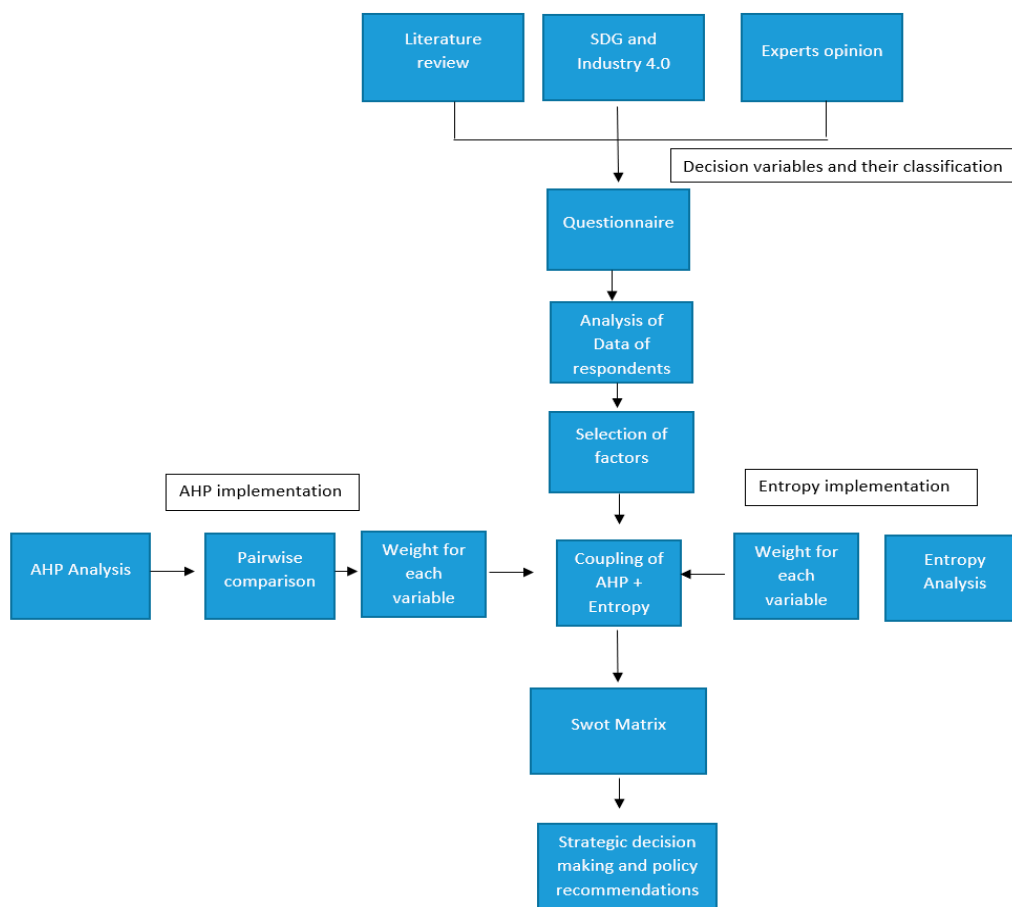 Literature
review
SDG and
Industry 4.0
Experts opinion
Decision variables and their classification
Questionnaire
Analysis of
Data of
respondents
Selection of
factors
AHP implementation
Entropy implementation
AHP Analysis
Pairwise
comparison
Weight for
each
variable
Coupling of
AHP +
Entropy
Weight for
each
variable
Entropy
Analysis
Swot Matrix
Strategic decision
making and policy
recommendations